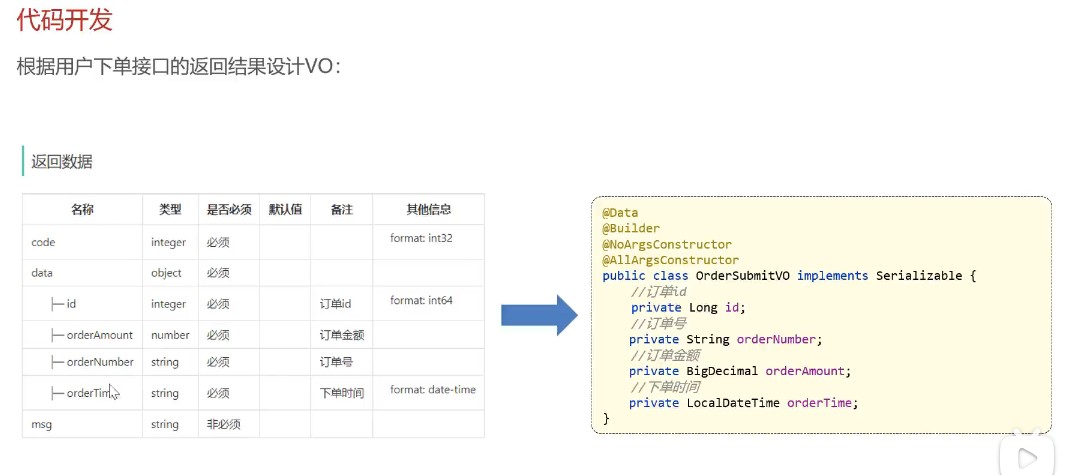 代码开发
根据用户下单接口的返回结果设计VO：
返回数据
名称 类型 是否必须 默认值 备注 其他信息
code integer 必须 format: int32
data object 必须
├─ id integer 必须 订单id format: int64
├─ orderAmount number 必须 订单金额
├─ orderNumber string 必须 订单号
├─ orderTim string 必须 下单时间 format: date-time
msg string 非必须
@Data
@Builder
@NoArgsConstructor
@AllArgsConstructor
public class OrderSubmitVO implements Serializable {
//订单id
private Long id;
//订单号
private String orderNumber;
//订单金额
private BigDecimal orderAmount;
//下单时间
private LocalDateTime orderTime;
}